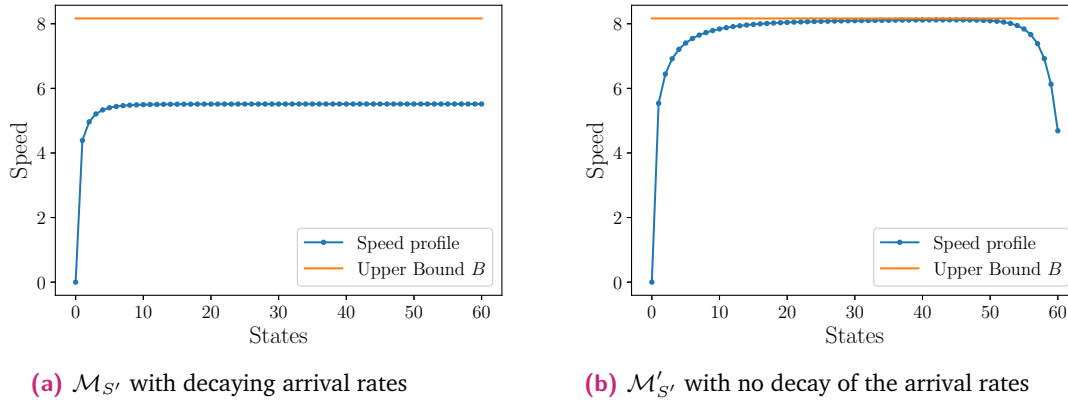 8
6
4
2
0
Speed
0 10 20 30 40 50 60
States
Speed profile
Upper Bound B
(a) M_{S′} with decaying arrival rates
8
6
4
2
0
Speed
0 10 20 30 40 50 60
States
Speed profile
Upper Bound B
(b) M′_{S′} with no decay of the arrival rates